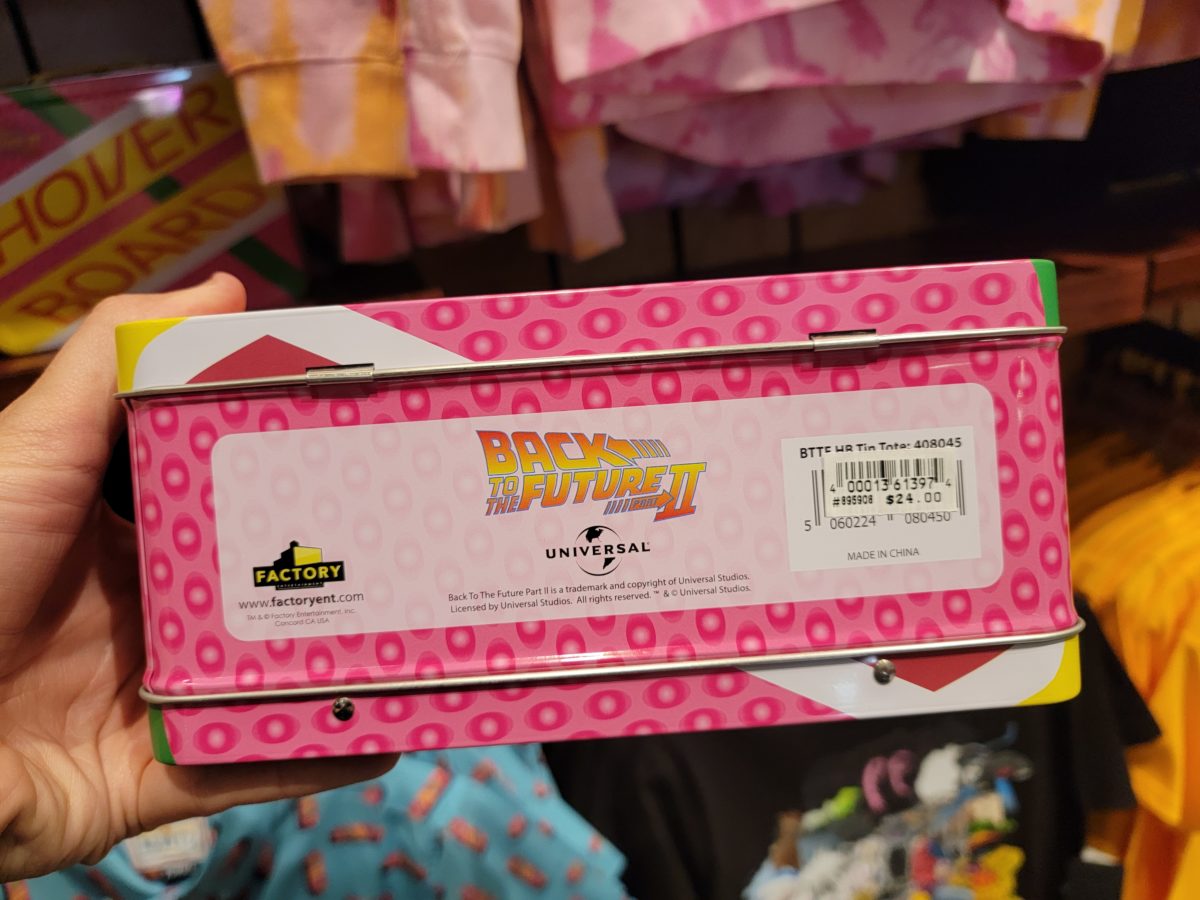 HOVER
BOARD
BACK
TO THE FUTURE II
PART
UNIVERSAL
FACTORY
ENTERTAINMENT
www.factoryent.com
TM & © Factory Entertainment, Inc.
Concord CA USA
Back To The Future Part II is a trademark and copyright of Universal Studios.
Licensed by Universal Studios. All rights reserved. ™ & © Universal Studios.
BTTF HB Tin Tote: 408045
4 00013 61397 4
#895908 $24.00
5 060224 080450
MADE IN CHINA